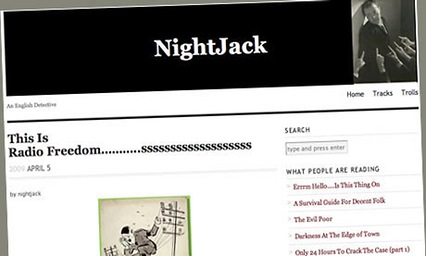 NightJack
An English Detective
Home Tracks Trolls
This Is
Radio Freedom...........sssssssssssssssssss
2009 APRIL 5
by nightjack
SEARCH
type and press enter
WHAT PEOPLE ARE READING
Errrrn Hello....Is This Thing On
A Survival Guide For Decent Folk
The Evil Poor
Darkness At The Edge of Town
Only 24 Hours To Crack The Case (part 1)